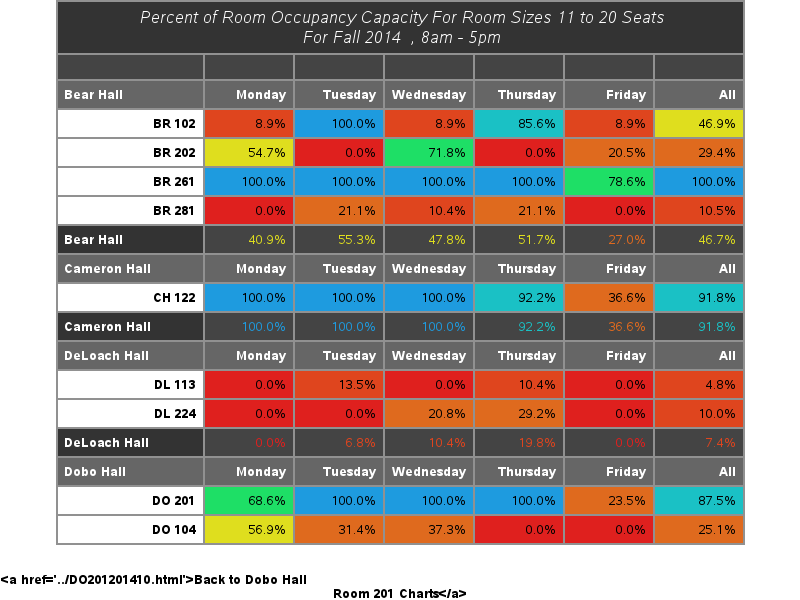 Percent of Room Occupancy Capacity For Room Sizes 11 to 20 Seats
For Fall 2014 , 8am - 5pm
Bear Hall Monday Tuesday Wednesday Thursday Friday All
BR 102 8.9% 100.0% 8.9% 85.6% 8.9% 46.9%
BR 202 54.7% 0.0% 71.8% 0.0% 20.5% 29.4%
BR 261 100.0% 100.0% 100.0% 100.0% 78.6% 100.0%
BR 281 0.0% 21.1% 10.4% 21.1% 0.0% 10.5%
Bear Hall 40.9% 55.3% 47.8% 51.7% 27.0% 46.7%
Cameron Hall Monday Tuesday Wednesday Thursday Friday All
CH 122 100.0% 100.0% 100.0% 92.2% 36.6% 91.8%
Cameron Hall 100.0% 100.0% 100.0% 92.2% 36.6% 91.8%
DeLoach Hall Monday Tuesday Wednesday Thursday Friday All
DL 113 0.0% 13.5% 0.0% 10.4% 0.0% 4.8%
DL 224 0.0% 0.0% 20.8% 29.2% 0.0% 10.0%
DeLoach Hall 0.0% 6.8% 10.4% 19.8% 0.0% 7.4%
Dobo Hall Monday Tuesday Wednesday Thursday Friday All
DO 201 68.6% 100.0% 100.0% 100.0% 23.5% 87.5%
DO 104 56.9% 31.4% 37.3% 0.0% 0.0% 25.1%
<a href='../DO201201410.html'>Back to Dobo Hall
Room 201 Charts</a>